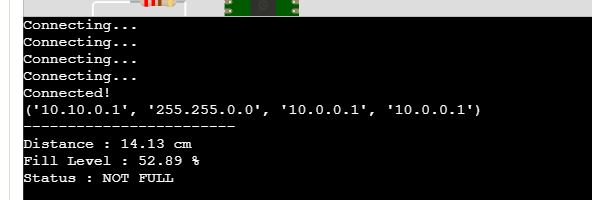 Connecting...
Connecting...
Connecting...
Connecting...
Connected!
('10.10.0.1', '255.255.0.0', '10.0.0.1', '10.0.0.1')
------------------------
Distance : 14.13 cm
Fill Level : 52.89 %
Status : NOT FULL